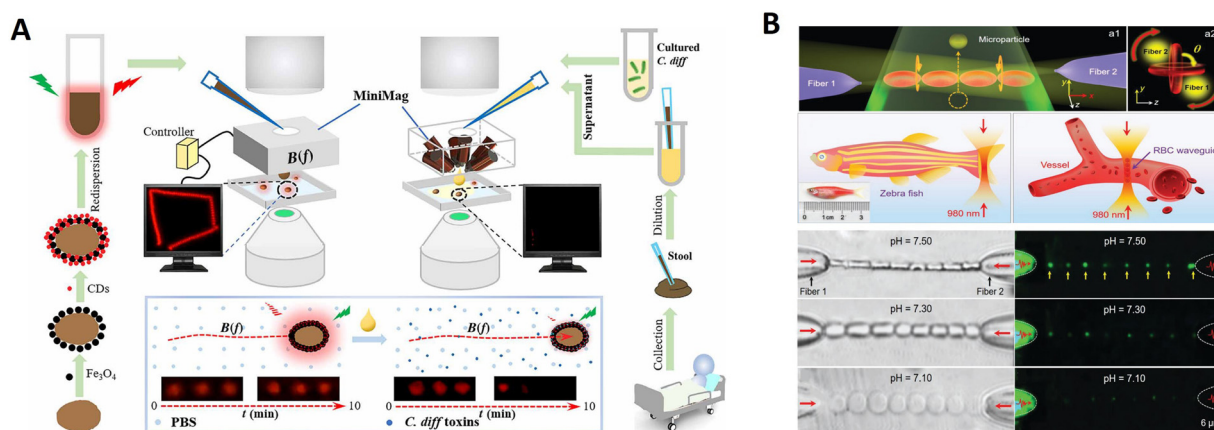 A
Redispersion
CDs
Fe₃O₄
Controller
MiniMag
B(f)
Cultured
C. diff
Supernatant
Dilution
Stool
Collection
B(f)
B(f)
0
t (min)
10
0
t (min)
10
PBS
C. diff toxins
B
a1
Microparticle
Fiber 1
Fiber 2
y
x
z
a2
Fiber 2
θ
Fiber 1
y
z
Zebra fish
0 1cm 2 3
980 nm
Vessel
RBC waveguid
980 nm
pH = 7.50
Fiber 1
Fiber 2
pH = 7.50
pH = 7.30
pH = 7.30
pH = 7.10
pH = 7.10
6 μ